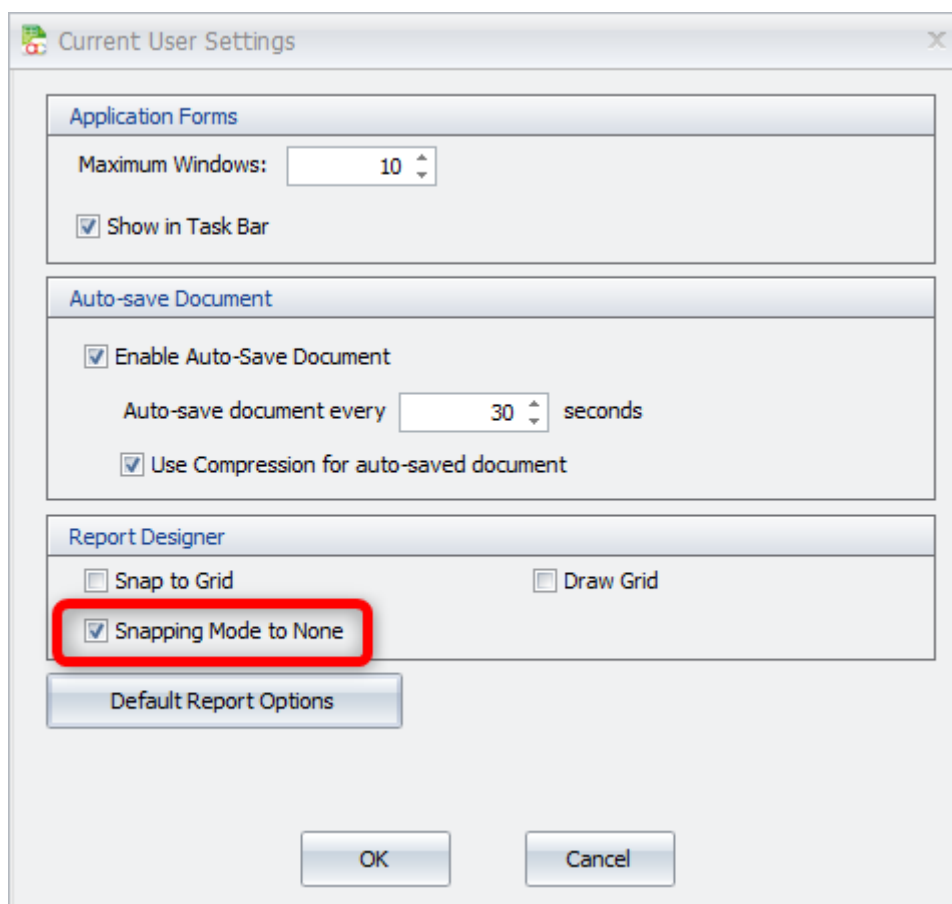 Current User Settings
Application Forms
Maximum Windows: 10
Show in Task Bar
Auto-save Document
Enable Auto-Save Document
Auto-save document every 30 seconds
Use Compression for auto-saved document
Report Designer
Snap to Grid Draw Grid
Snapping Mode to None
Default Report Options
OK Cancel